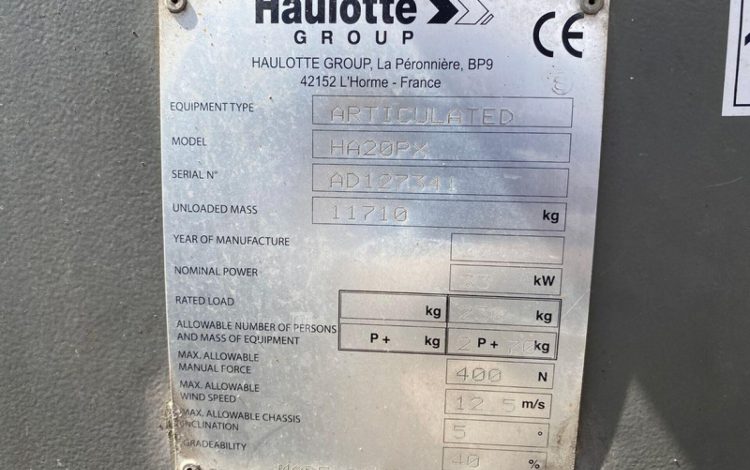 Haulotte
GROUP
CE
HAULOTTE GROUP, La Péronnière, BP9
42152 L'Horme - France
EQUIPMENT TYPE ARTICULATED
MODEL HA20PX
SERIAL N° AD127341
UNLOADED MASS 11710 kg
YEAR OF MANUFACTURE
NOMINAL POWER kW
RATED LOAD kg kg
ALLOWABLE NUMBER OF PERSONS
AND MASS OF EQUIPMENT P + kg 2 P + 70 kg
MAX. ALLOWABLE
MANUAL FORCE 400 N
MAX. ALLOWABLE
WIND SPEED 12.5 m/s
MAX. ALLOWABLE CHASSIS
INCLINATION 5 °
GRADEABILITY 40 %